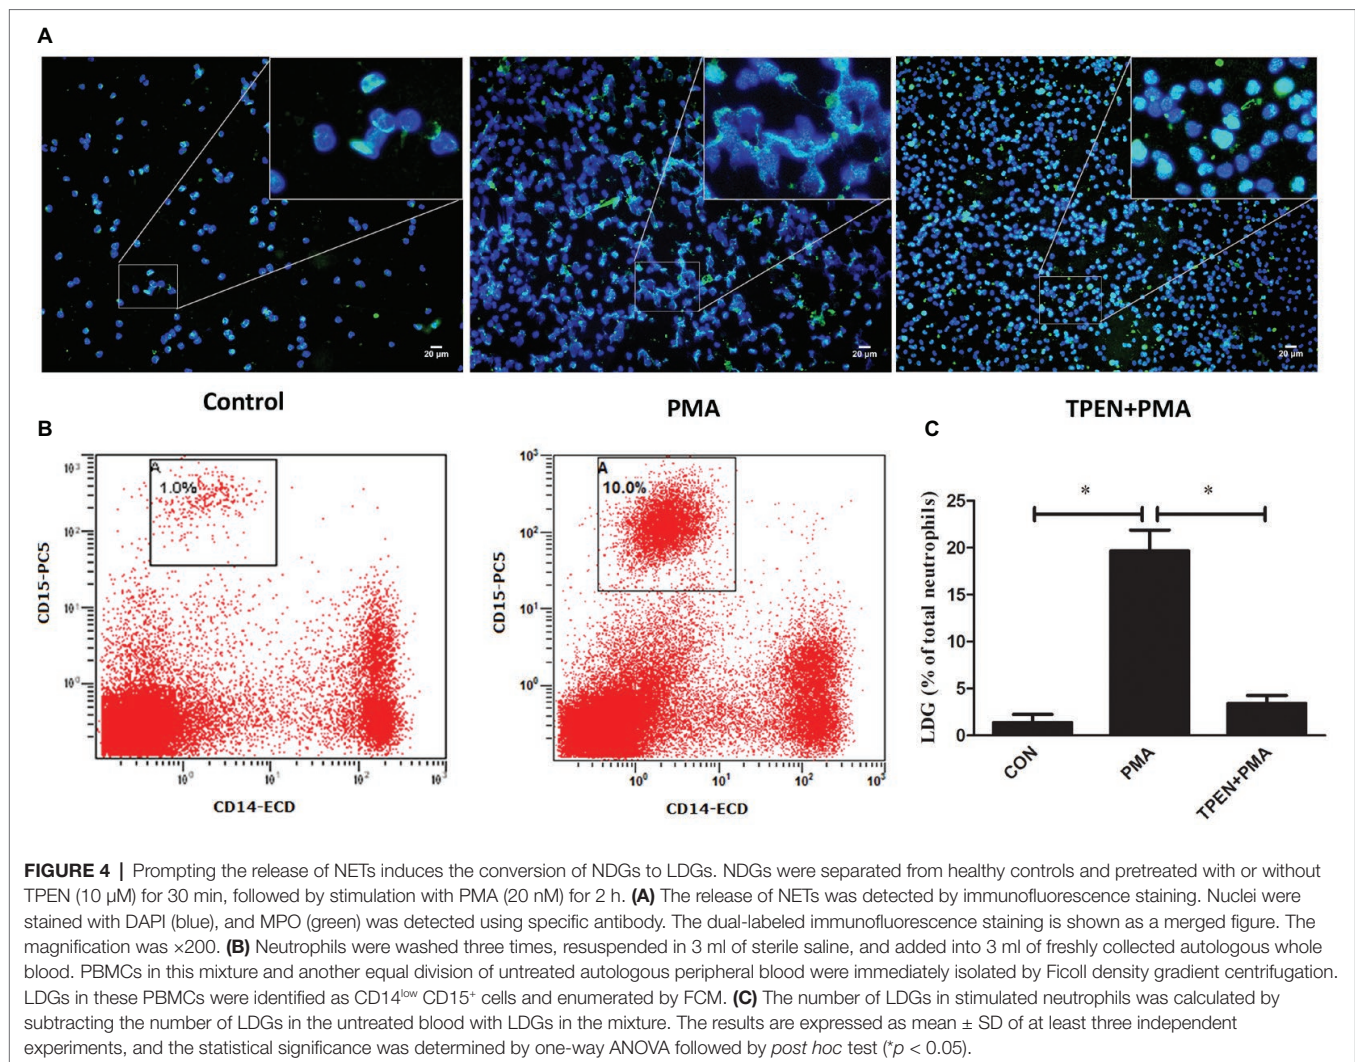 A
20 µm
20 µm
20 µm
Control
PMA
TPEN+PMA
B
10³
10²
10¹
10⁰
CD15-PC5
A
1.0%
10⁰
10¹
10²
10³
CD14-ECD
10³
10²
10¹
10⁰
CD15-PC5
A
10.0%
10⁰
10¹
10²
10³
CD14-ECD
C
LDG (% of total neutrophils)
25
20
15
10
5
0
*
*
CON
PMA
TPEN+PMA
FIGURE 4 | Prompting the release of NETs induces the conversion of NDGs to LDGs. NDGs were separated from healthy controls and pretreated with or without
TPEN (10 µM) for 30 min, followed by stimulation with PMA (20 nM) for 2 h. (A) The release of NETs was detected by immunofluorescence staining. Nuclei were
stained with DAPI (blue), and MPO (green) was detected using specific antibody. The dual-labeled immunofluorescence staining is shown as a merged figure. The
magnification was ×200. (B) Neutrophils were washed three times, resuspended in 3 ml of sterile saline, and added into 3 ml of freshly collected autologous whole
blood. PBMCs in this mixture and another equal division of untreated autologous peripheral blood were immediately isolated by Ficoll density gradient centrifugation.
LDGs in these PBMCs were identified as CD14ˡᵒʷ CD15⁺ cells and enumerated by FCM. (C) The number of LDGs in stimulated neutrophils was calculated by
subtracting the number of LDGs in the untreated blood with LDGs in the mixture. The results are expressed as mean ± SD of at least three independent
experiments, and the statistical significance was determined by one-way ANOVA followed by post hoc test (*p < 0.05).